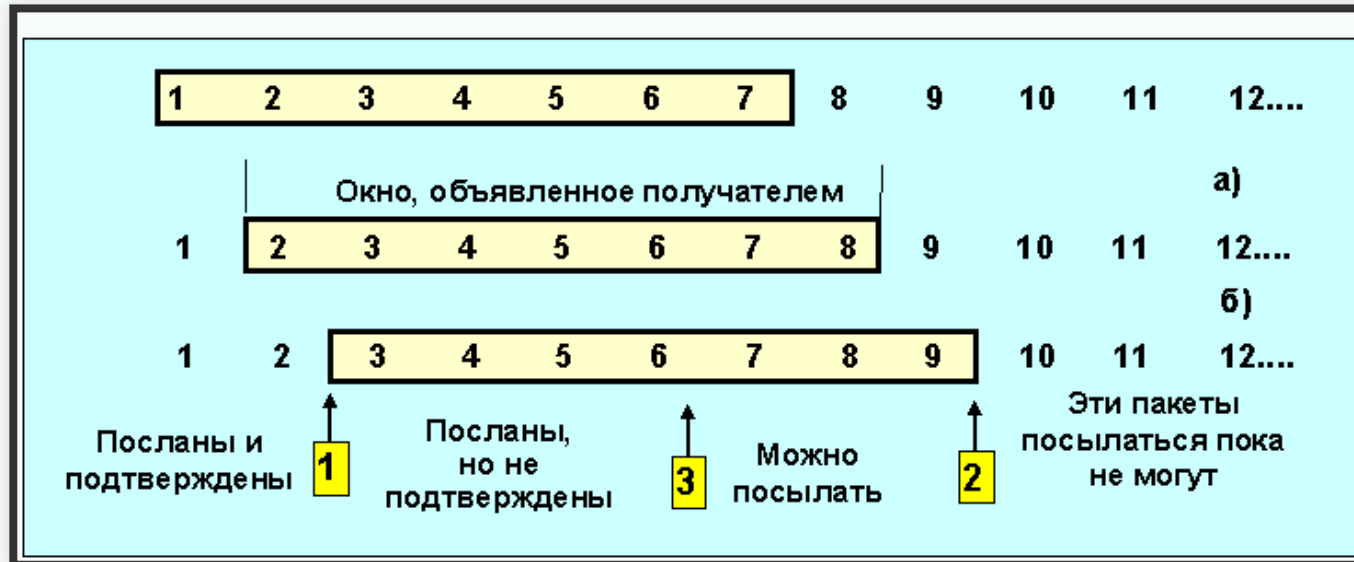 1 2 3 4 5 6 7 8 9 10 11 12....
Окно, объявленное получателем
а)
1 2 3 4 5 6 7 8 9 10 11 12....
б)
1 2 3 4 5 6 7 8 9 10 11 12....
Посланы и
подтверждены
1
Посланы,
но не
подтверждены
3
Можно
посылать
2
Эти пакеты
посылаться пока
не могут